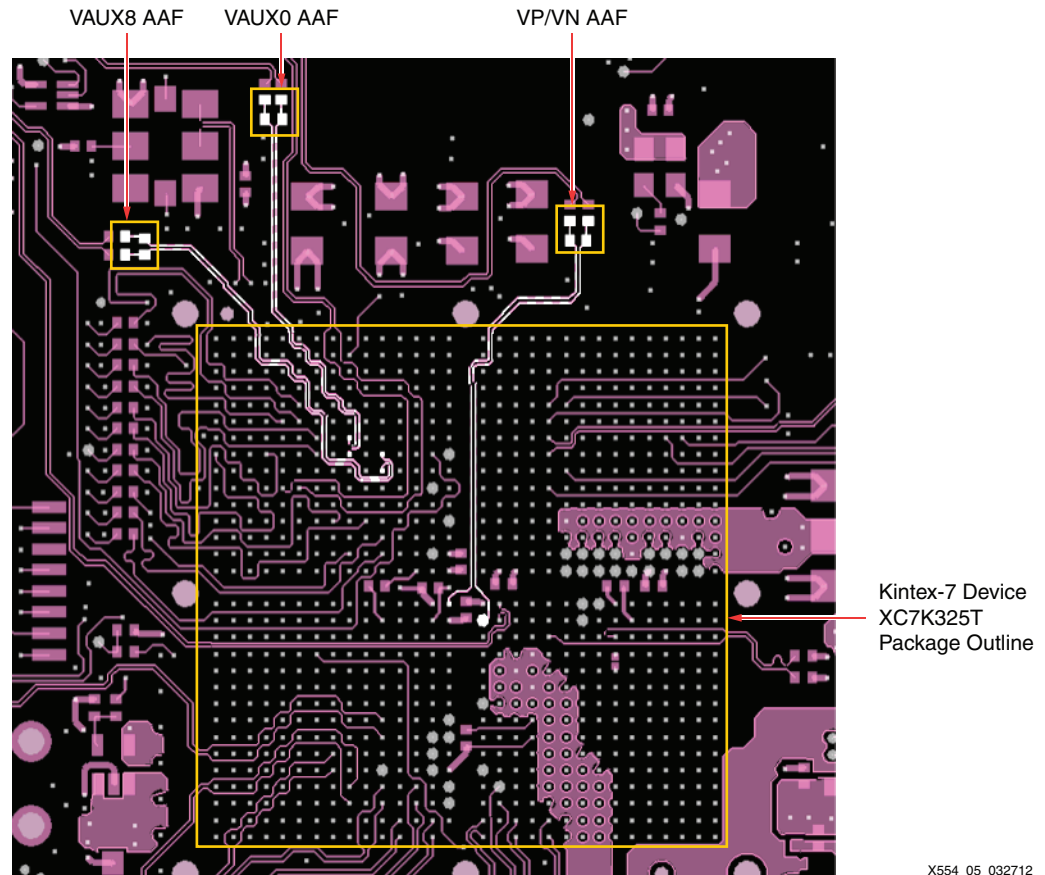 VAUX8 AAF
VAUX0 AAF
VP/VN AAF
Kintex-7 Device
XC7K325T
Package Outline
X554_05_032712